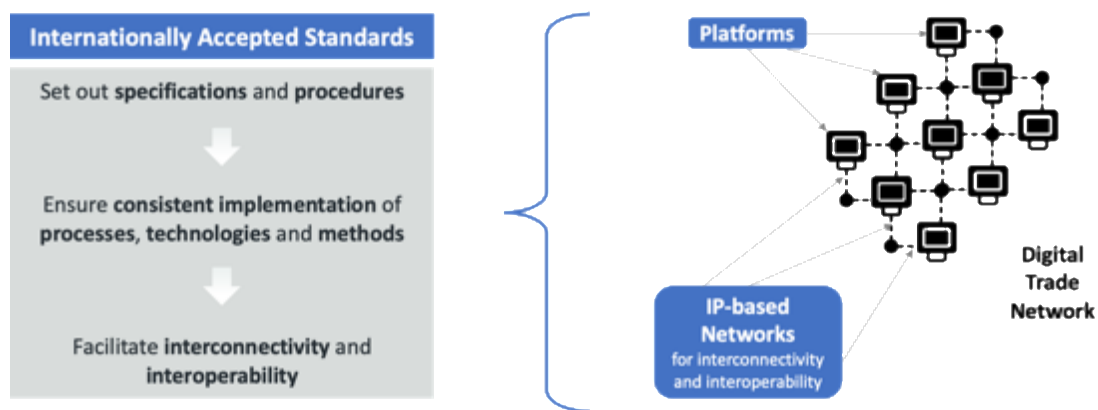 Internationally Accepted Standards
Set out specifications and procedures
Ensure consistent implementation of
processes, technologies and methods
Facilitate interconnectivity and
interoperability
Platforms
IP-based
Networks
for interconnectivity
and interoperability
Digital
Trade
Network